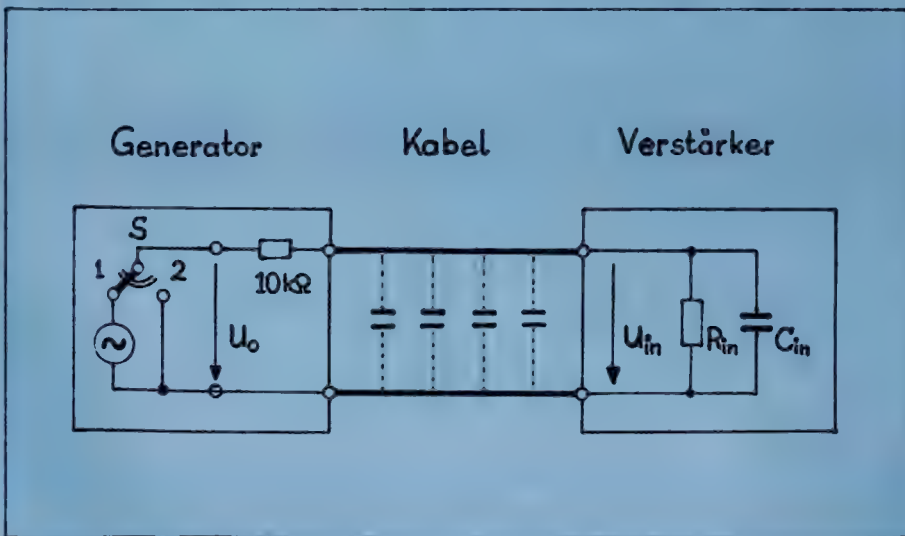 Generator Kabel Verstärker
S
1 2
10kΩ
U₀ Uin Rin Cin
~